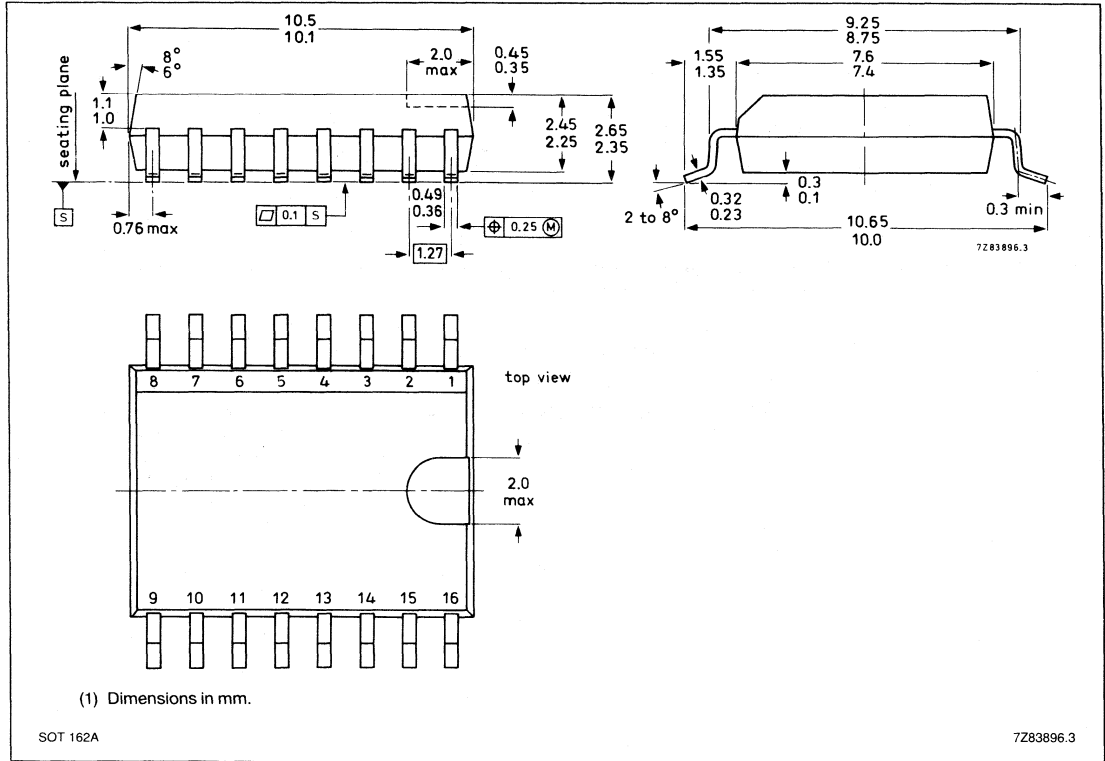 10.5
10.1
8°
6°
2.0
max
0.45
0.35
1.1
1.0
seating plane
2.45
2.25
2.65
2.35
S
0.76 max
0.1 S
0.49
0.36
0.25 M
1.27
9.25
8.75
1.55
1.35
7.6
7.4
2 to 8°
0.32
0.23
0.3
0.1
0.3 min
10.65
10.0
7Z83896.3
8 7 6 5 4 3 2 1
top view
2.0
max
9 10 11 12 13 14 15 16
(1) Dimensions in mm.
SOT 162A
7Z83896.3